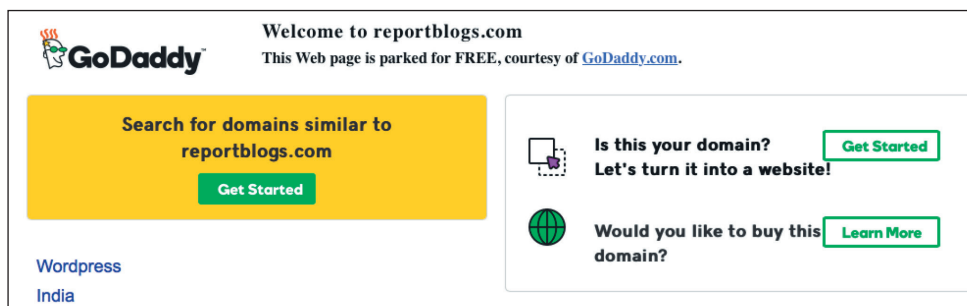 GoDaddy™
Welcome to reportblogs.com
This Web page is parked for FREE, courtesy of GoDaddy.com.
Search for domains similar to
reportblogs.com
Get Started
Is this your domain?
Let's turn it into a website!
Get Started
Would you like to buy this
domain?
Learn More
Wordpress
India